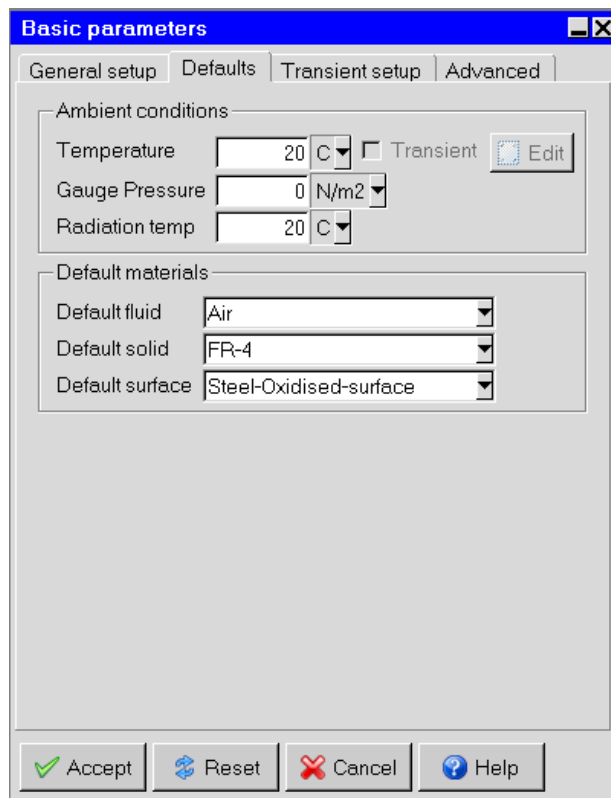 Basic parameters
General setup Defaults Transient setup Advanced
Ambient conditions
Temperature 20 C Transient Edit
Gauge Pressure 0 N/m2
Radiation temp 20 C
Default materials
Default fluid Air
Default solid FR-4
Default surface Steel-Oxidised-surface
Accept Reset Cancel Help